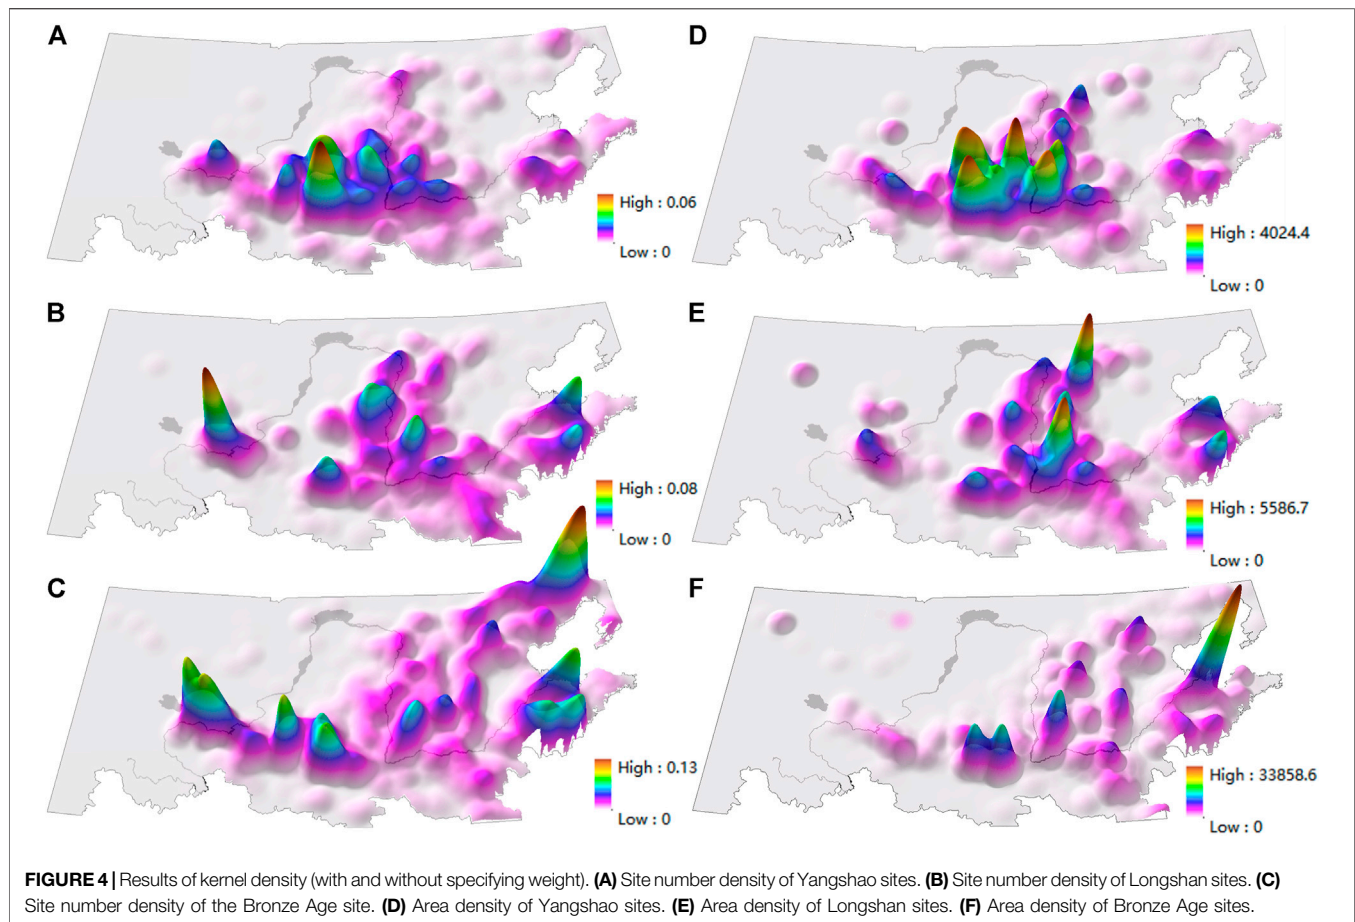 A
High : 0.06
Low : 0
D
High : 4024.4
Low : 0
B
High : 0.08
Low : 0
E
High : 5586.7
Low : 0
C
High : 0.13
Low : 0
F
High : 33858.6
Low : 0
FIGURE 4 | Results of kernel density (with and without specifying weight). (A) Site number density of Yangshao sites. (B) Site number density of Longshan sites. (C)
Site number density of the Bronze Age site. (D) Area density of Yangshao sites. (E) Area density of Longshan sites. (F) Area density of Bronze Age sites.